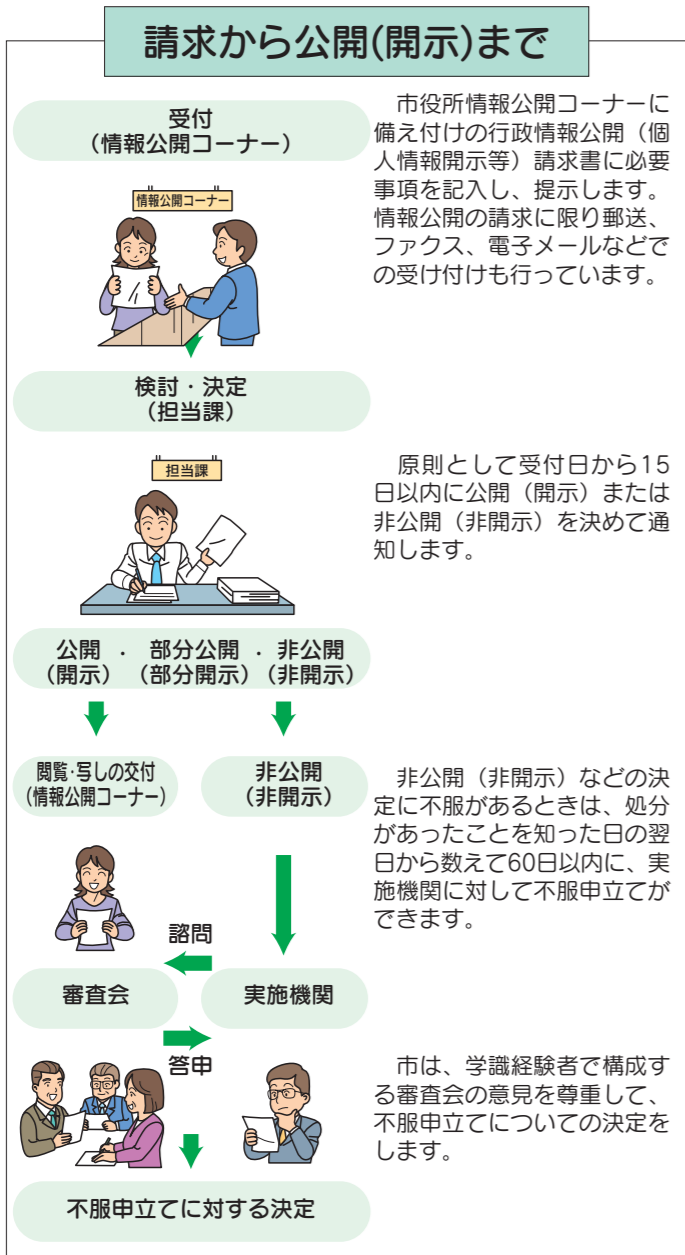 請求から公開(開示)まで
受付
（情報公開コーナー）
市役所情報公開コーナーに
備え付けの行政情報公開（個
人情報開示等）請求書に必要
事項を記入し、提示します。
情報公開の請求に限り郵送、
ファクス、電子メールなどで
の受け付けも行っています。
情報公開コーナー
検討・決定
（担当課）
担当課
原則として受付日から15
日以内に公開（開示）または
非公開（非開示）を決めて通
知します。
公開 ． 部分公開 ． 非公開
（開示）（部分開示）（非開示）
閲覧・写しの交付
（情報公開コーナー）
非公開
（非開示）
非公開（非開示）などの決
定に不服があるときは、処分
があったことを知った日の翌
日から数えて60日以内に、実
施機関に対して不服申立てが
できます。
諮問
審査会
実施機関
答申
市は、学識経験者で構成す
る審査会の意見を尊重して、
不服申立てについての決定を
します。
不服申立てに対する決定